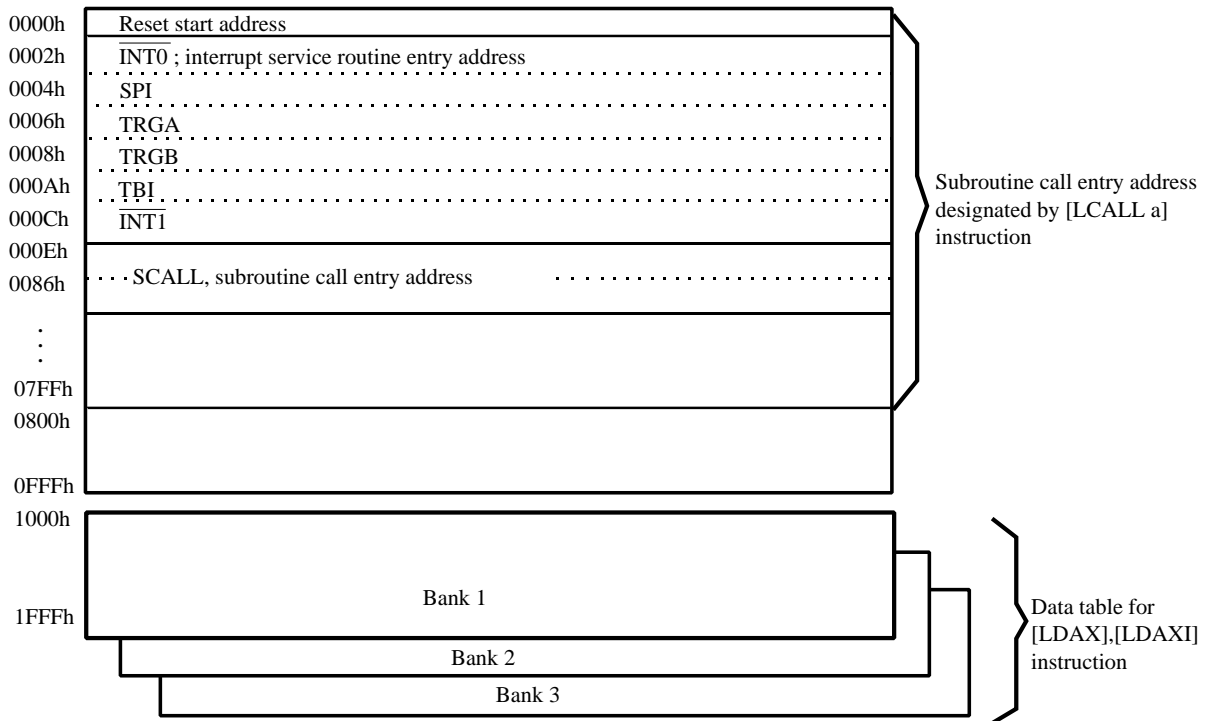 0000h Reset start address
0002h INT0 ; interrupt service routine entry address
0004h SPI
0006h TRGA
0008h TRGB
000Ah TBI
000Ch INT1
000Eh
0086h SCALL, subroutine call entry address
.
.
.
07FFh
0800h
0FFFh
Subroutine call entry address
designated by [LCALL a]
instruction
1000h
1FFFh
Bank 1
Bank 2
Bank 3
Data table for
[LDAX],[LDAXI]
instruction